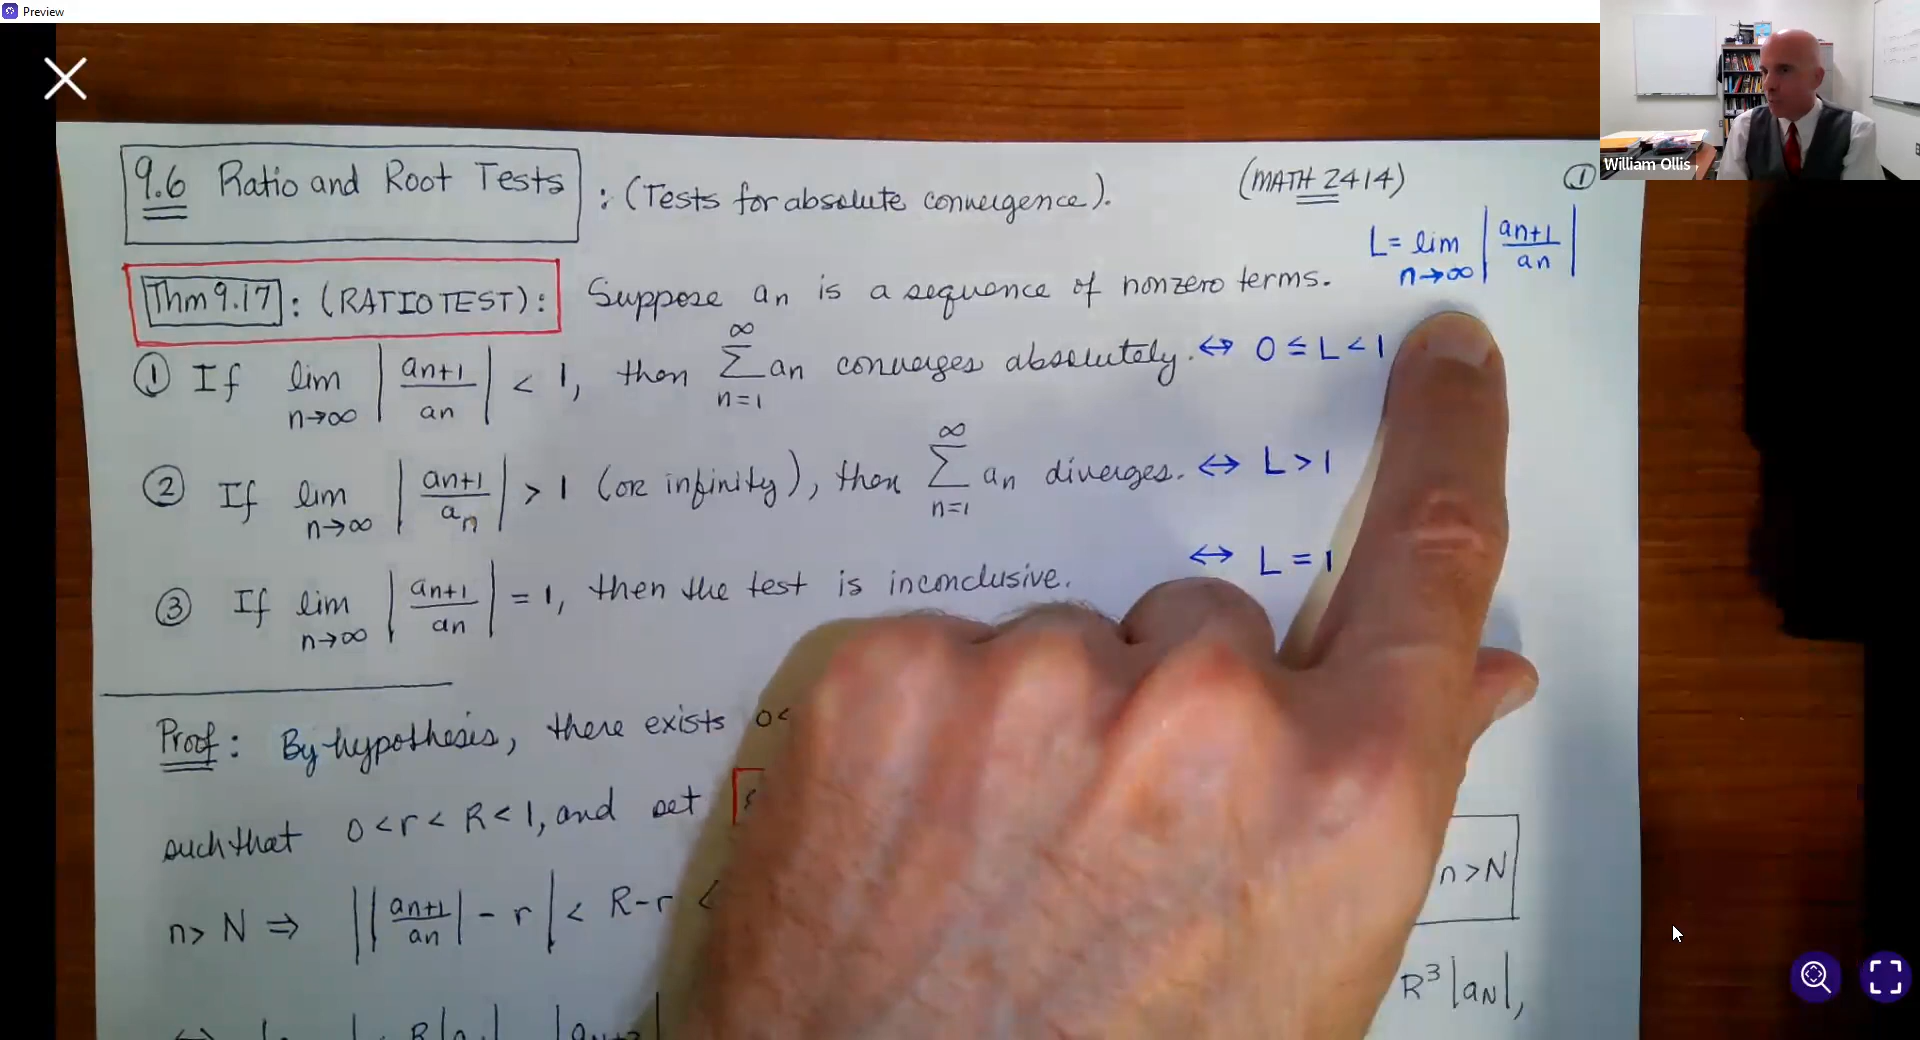 Preview
William Ollis
9.6 Ratio and Root Tests : (Tests for absolute convergence). (MATH 2414) ①
L = lim n→∞ |an+1/an|
Thm 9.17 : (RATIO TEST) : Suppose an is a sequence of nonzero terms.
① If lim n→∞ |an+1/an| < 1, then ∞ Σ n=1 an converges absolutely. ⇔ 0 ≤ L < 1
② If lim n→∞ |an+1/an| > 1 (or infinity), then ∞ Σ n=1 an diverges. ⇔ L > 1
③ If lim n→∞ |an+1/an| = 1, then the test is inconclusive. ⇔ L = 1
Proof : By hypothesis, there exists 0<
such that 0 < r < R < 1, and set
n > N ⇒ ||an+1/an| - r| < R-r < n > N
R³ |aN|,